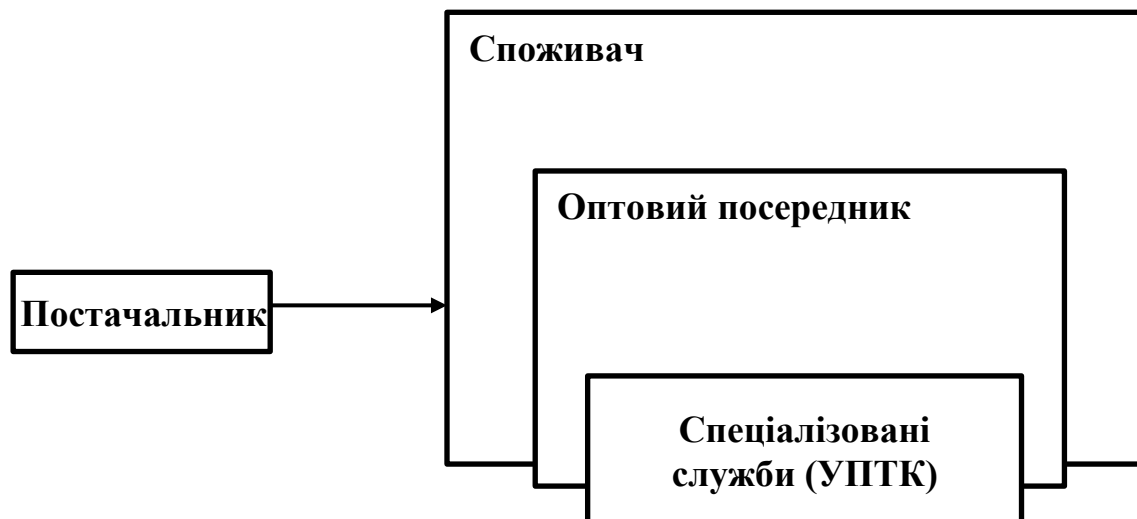 Споживач
Оптовий посередник
Постачальник
Спеціалізовані
служби (УПТК)